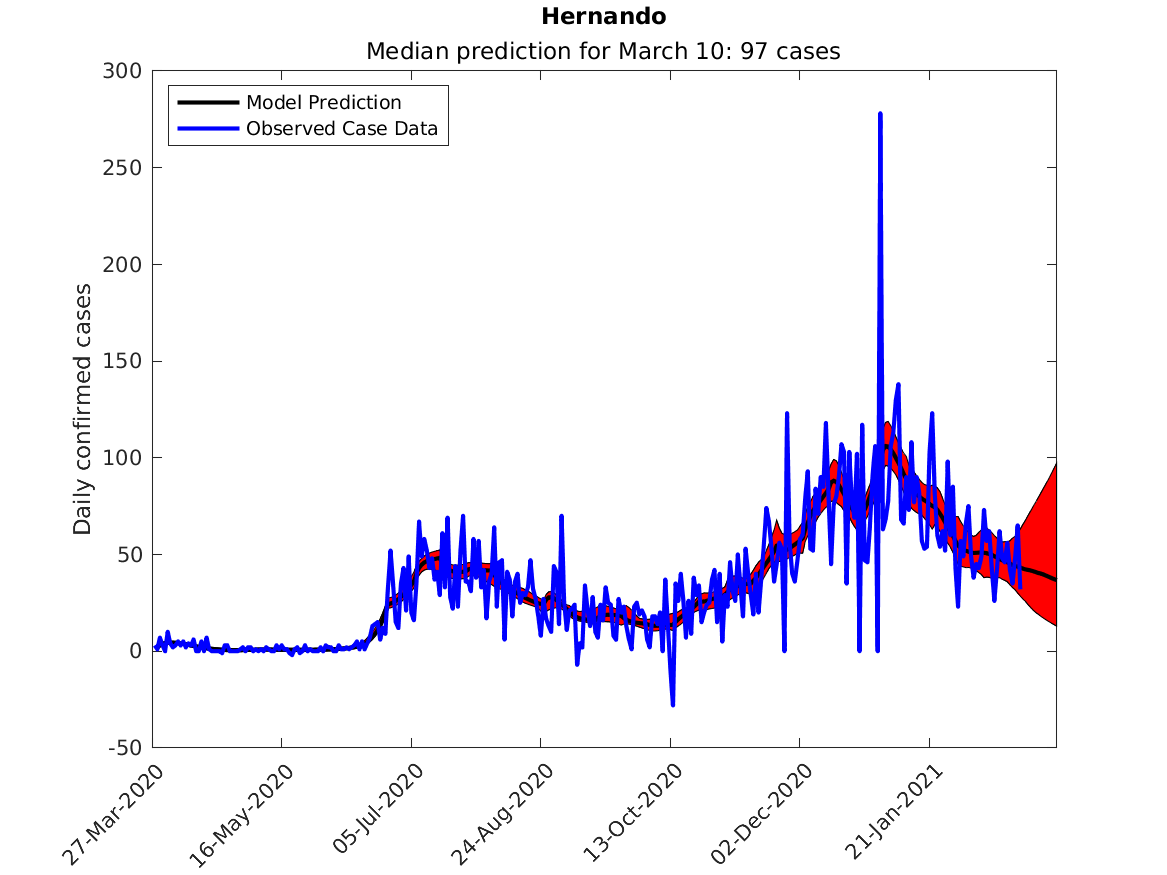 Hernando
Median prediction for March 10: 97 cases
Model Prediction
Observed Case Data
Daily confirmed cases
300
250
200
150
100
50
0
-50
27-Mar-2020
16-May-2020
05-Jul-2020
24-Aug-2020
13-Oct-2020
02-Dec-2020
21-Jan-2021